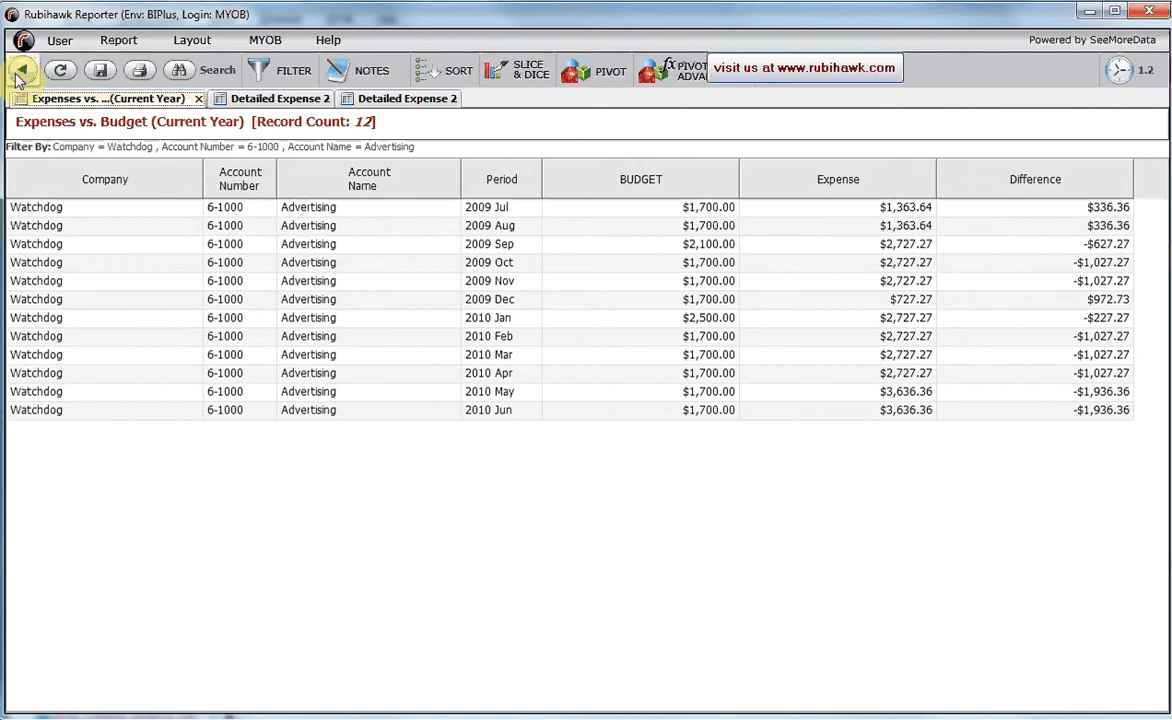 Rubihawk Reporter (Env: BIPlus, Login: MYOB)
User Report Layout MYOB Help Powered by SeeMoreData
Search FILTER NOTES SORT SLICE & DICE PIVOT fx PIVOT ADVA visit us at www.rubihawk.com 1.2
Expenses vs. ...(Current Year) Detailed Expense 2 Detailed Expense 2
Expenses vs. Budget (Current Year) [Record Count: 12]
Filter By: Company = Watchdog , Account Number = 6-1000 , Account Name = Advertising
Company Account Number Account Name Period BUDGET Expense Difference
Watchdog 6-1000 Advertising 2009 Jul $1,700.00 $1,363.64 $336.36
Watchdog 6-1000 Advertising 2009 Aug $1,700.00 $1,363.64 $336.36
Watchdog 6-1000 Advertising 2009 Sep $2,100.00 $2,727.27 -$627.27
Watchdog 6-1000 Advertising 2009 Oct $1,700.00 $2,727.27 -$1,027.27
Watchdog 6-1000 Advertising 2009 Nov $1,700.00 $2,727.27 -$1,027.27
Watchdog 6-1000 Advertising 2009 Dec $1,700.00 $727.27 $972.73
Watchdog 6-1000 Advertising 2010 Jan $2,500.00 $2,727.27 -$227.27
Watchdog 6-1000 Advertising 2010 Feb $1,700.00 $2,727.27 -$1,027.27
Watchdog 6-1000 Advertising 2010 Mar $1,700.00 $2,727.27 -$1,027.27
Watchdog 6-1000 Advertising 2010 Apr $1,700.00 $2,727.27 -$1,027.27
Watchdog 6-1000 Advertising 2010 May $1,700.00 $3,636.36 -$1,936.36
Watchdog 6-1000 Advertising 2010 Jun $1,700.00 $3,636.36 -$1,936.36